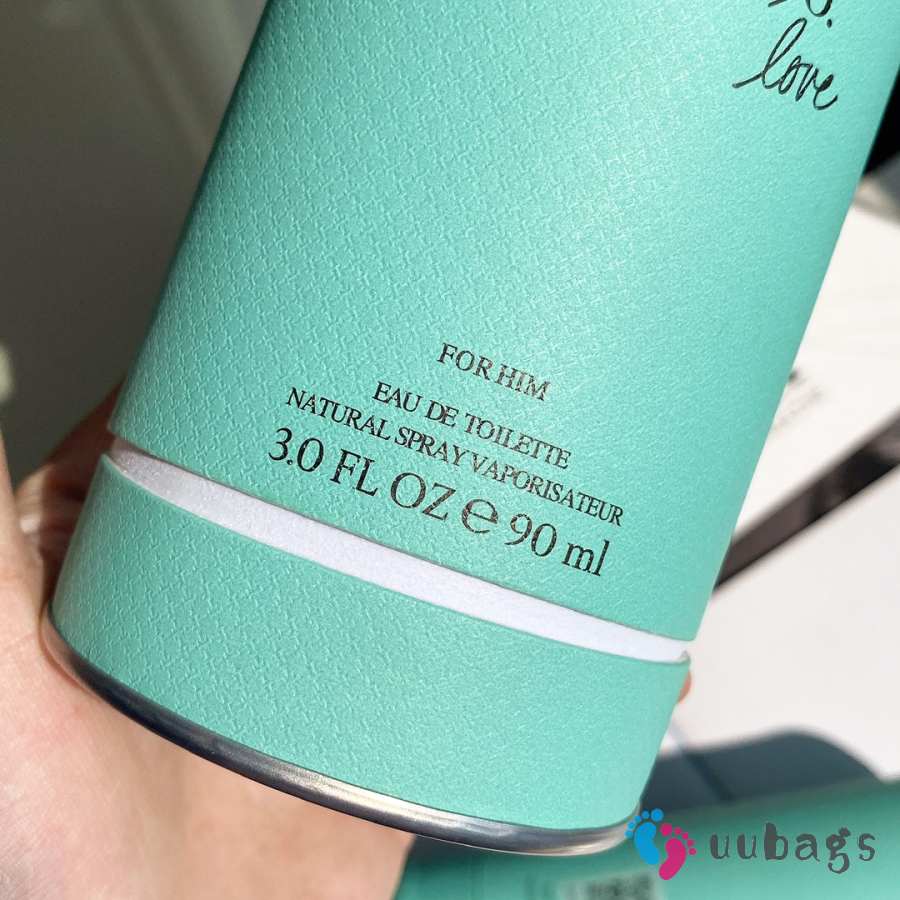 love
FOR HIM
EAU DE TOILETTE
NATURAL SPRAY VAPORISATEUR
3.0 FL OZ ℮ 90 ml
uubags